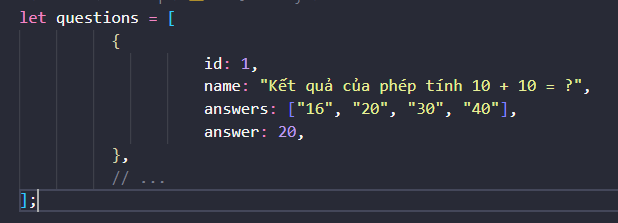 let questions = [
{
id: 1,
name: "Kết quả của phép tính 10 + 10 = ?",
answers: ["16", "20", "30", "40"],
answer: 20,
},
// ...
];